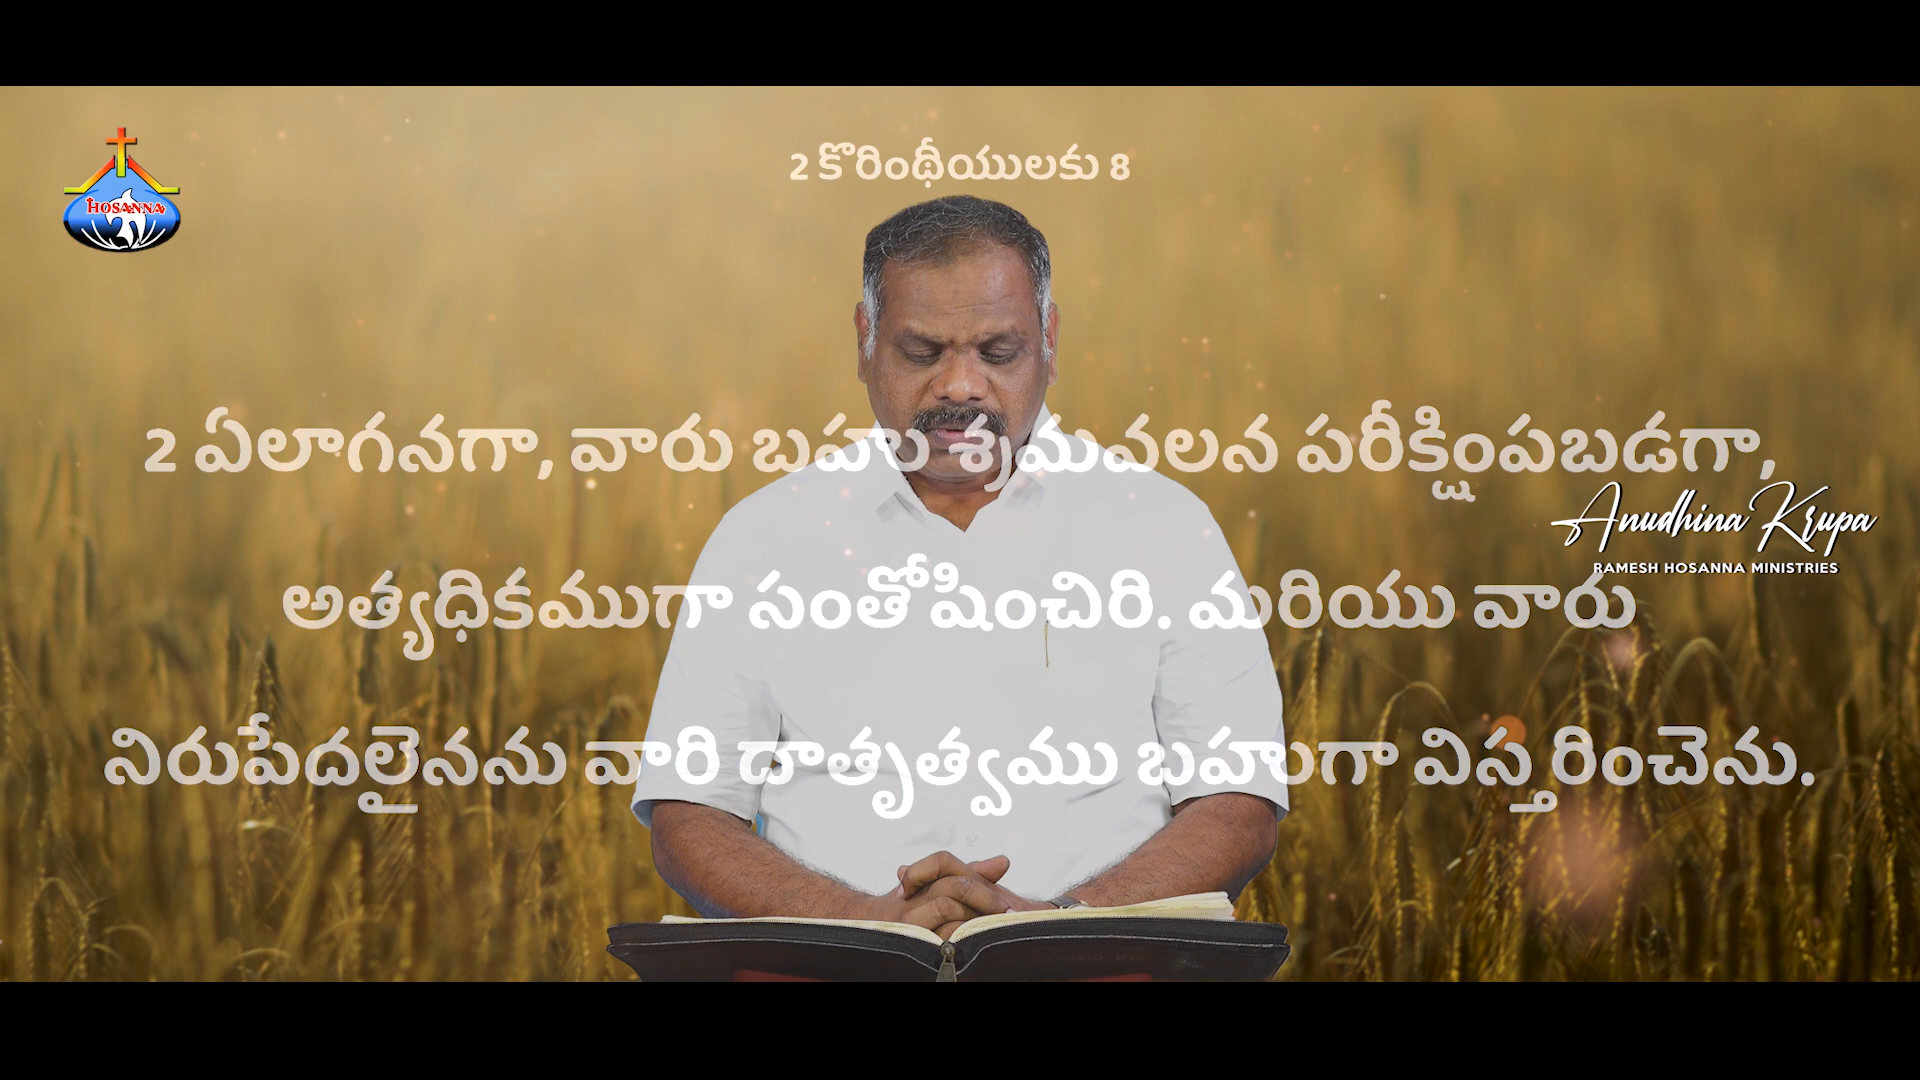 HOSANNA
2 కొరింథీయులకు 8
2 ఏలాగనగా, వారు బహు శ్రమవలన పరీక్షింపబడగా,
Anudhina Krupa
RAMESH HOSANNA MINISTRIES
అత్యధికముగా సంతోషించిరి. మరియు వారు
నిరుపేదలైనను వారి దాతృత్వము బహుగా విస్తరించెను.